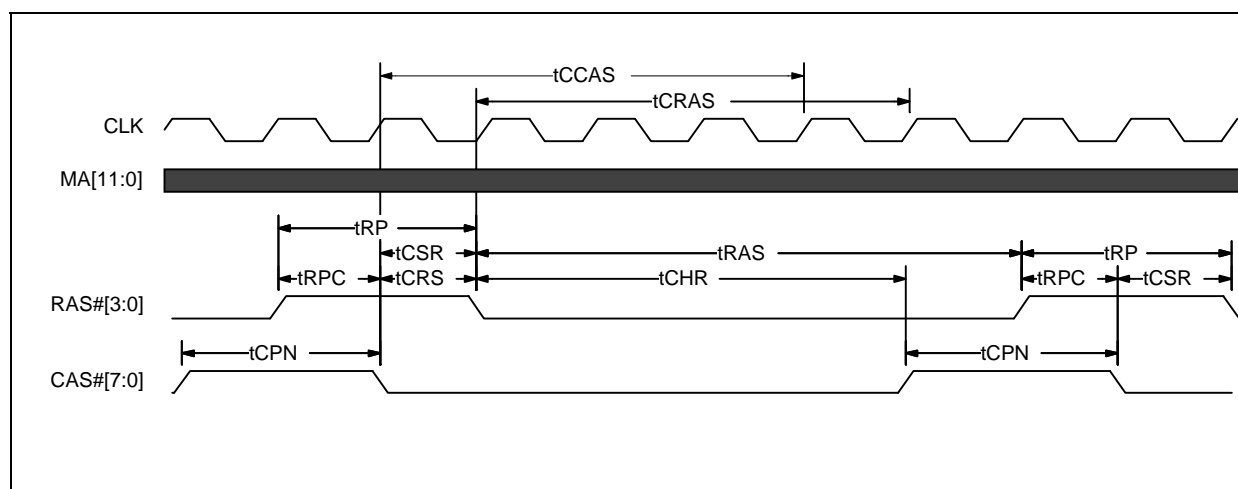 tCCAS
tCRAS
CLK
MA[11:0]
tRP
tCSR tRAS tRP
tRPC tCRS tCHR tRPC tCSR
RAS#[3:0]
tCPN tCPN
CAS#[7:0]